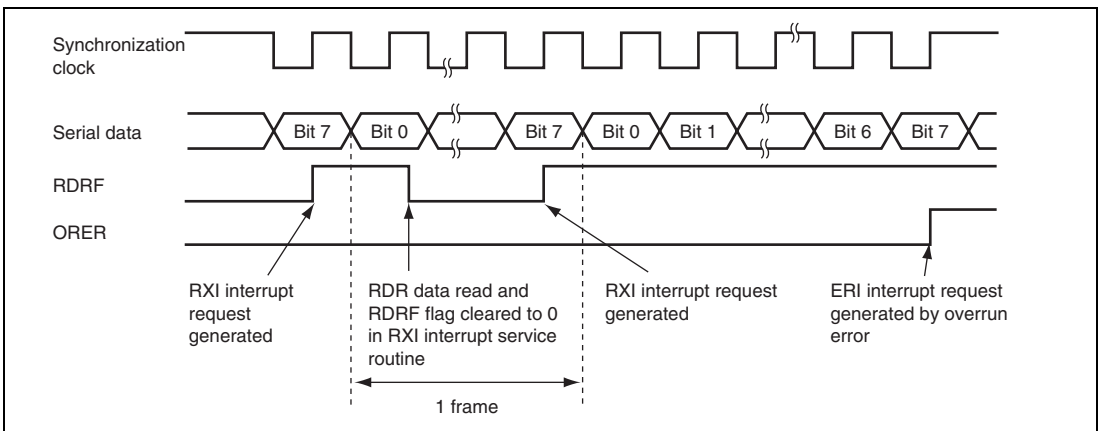 Synchronization
clock
Serial data
Bit 7
Bit 0
Bit 7
Bit 0
Bit 1
Bit 6
Bit 7
RDRF
ORER
RXI interrupt
request
generated
RDR data read and
RDRF flag cleared to 0
in RXI interrupt service
routine
RXI interrupt request
generated
ERI interrupt request
generated by overrun
error
1 frame